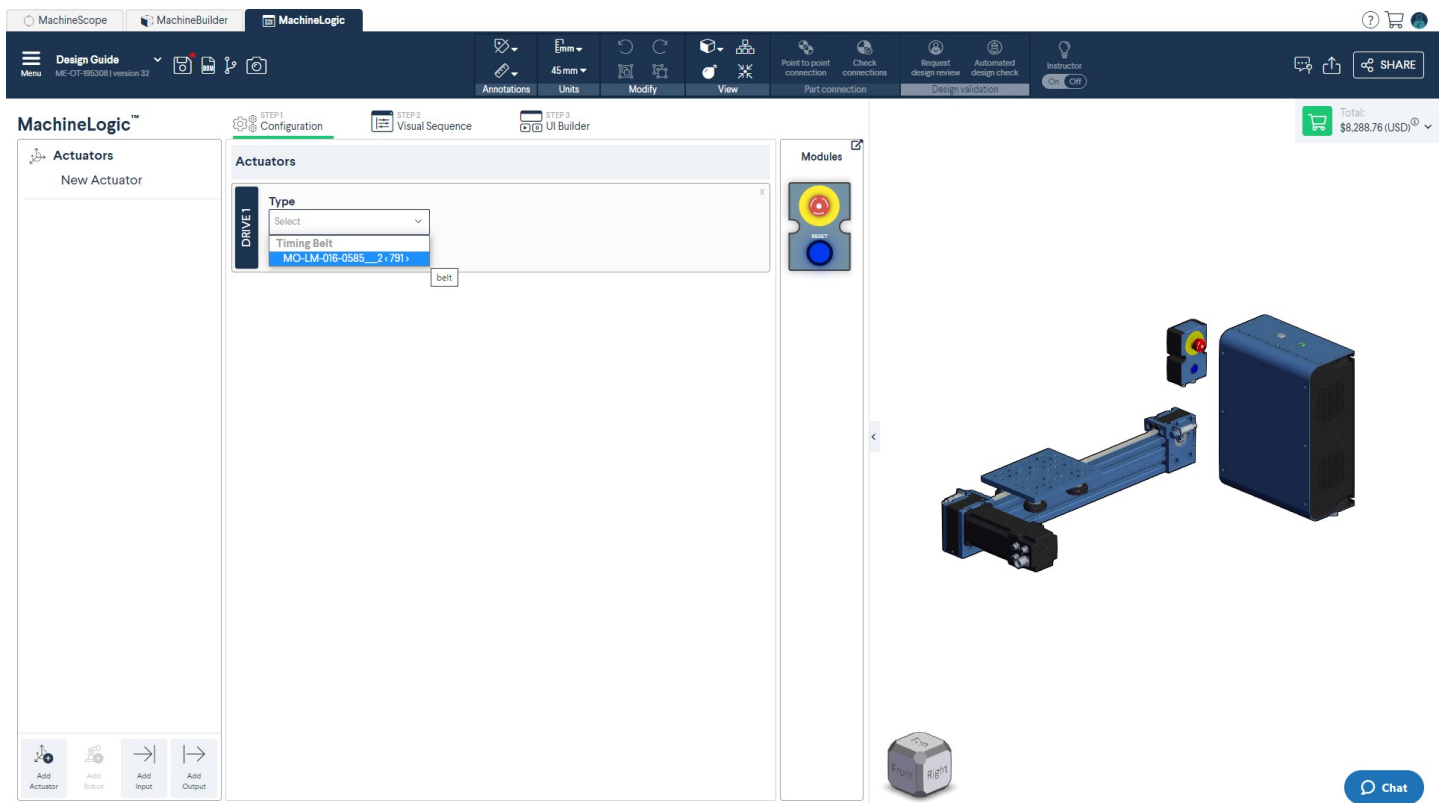 MachineScope
MachineBuilder
MachineLogic
?
Menu
Design Guide
ME-OT-195308 | version 32
BOM
Annotations
mm
45 mm
Units
Modify
View
Point to point connection
Check connections
Part connection
Request design review
Automated design check
Design validation
Instructor
On Off
SHARE
MachineLogic™
STEP 1
Configuration
STEP 2
Visual Sequence
STEP 3
UI Builder
Total:
$8,288.76 (USD)
Actuators
New Actuator
Actuators
DRIVE 1
Type
x
Select
Timing Belt
MO-LM-016-0585__2 <791>
belt
Modules
RESET
Add Actuator
Add Robot
Add Input
Add Output
Top
Front
Right
Chat